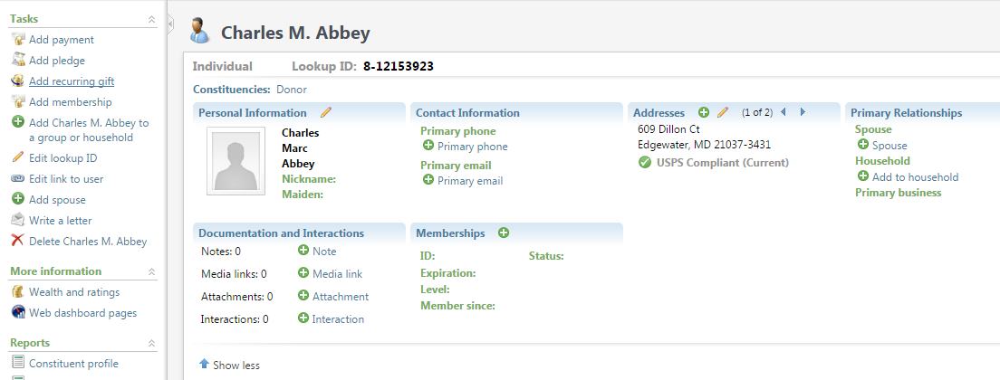 Tasks
Add payment
Add pledge
Add recurring gift
Add membership
Add Charles M. Abbey to
a group or household
Edit lookup ID
Edit link to user
Add spouse
Write a letter
Delete Charles M. Abbey
More information
Wealth and ratings
Web dashboard pages
Reports
Constituent profile
Charles M. Abbey
Individual Lookup ID: 8-12153923
Constituencies: Donor
Personal Information
Charles
Marc
Abbey
Nickname:
Maiden:
Contact Information
Primary phone
Primary phone
Primary email
Primary email
Addresses (1 of 2)
609 Dillon Ct
Edgewater, MD 21037-3431
USPS Compliant (Current)
Primary Relationships
Spouse
Spouse
Household
Add to household
Primary business
Documentation and Interactions
Notes: 0 Note
Media links: 0 Media link
Attachments: 0 Attachment
Interactions: 0 Interaction
Memberships
ID: Status:
Expiration:
Level:
Member since:
Show less